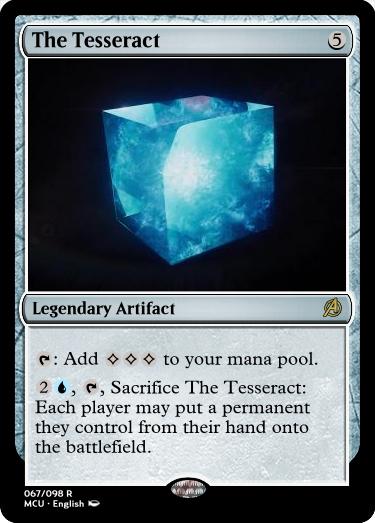 The Tesseract 5
Legendary Artifact
: Add to your mana pool.
2 , , Sacrifice The Tesseract:
Each player may put a permanent
they control from their hand onto
the battlefield.
067/098 R
MCU • English